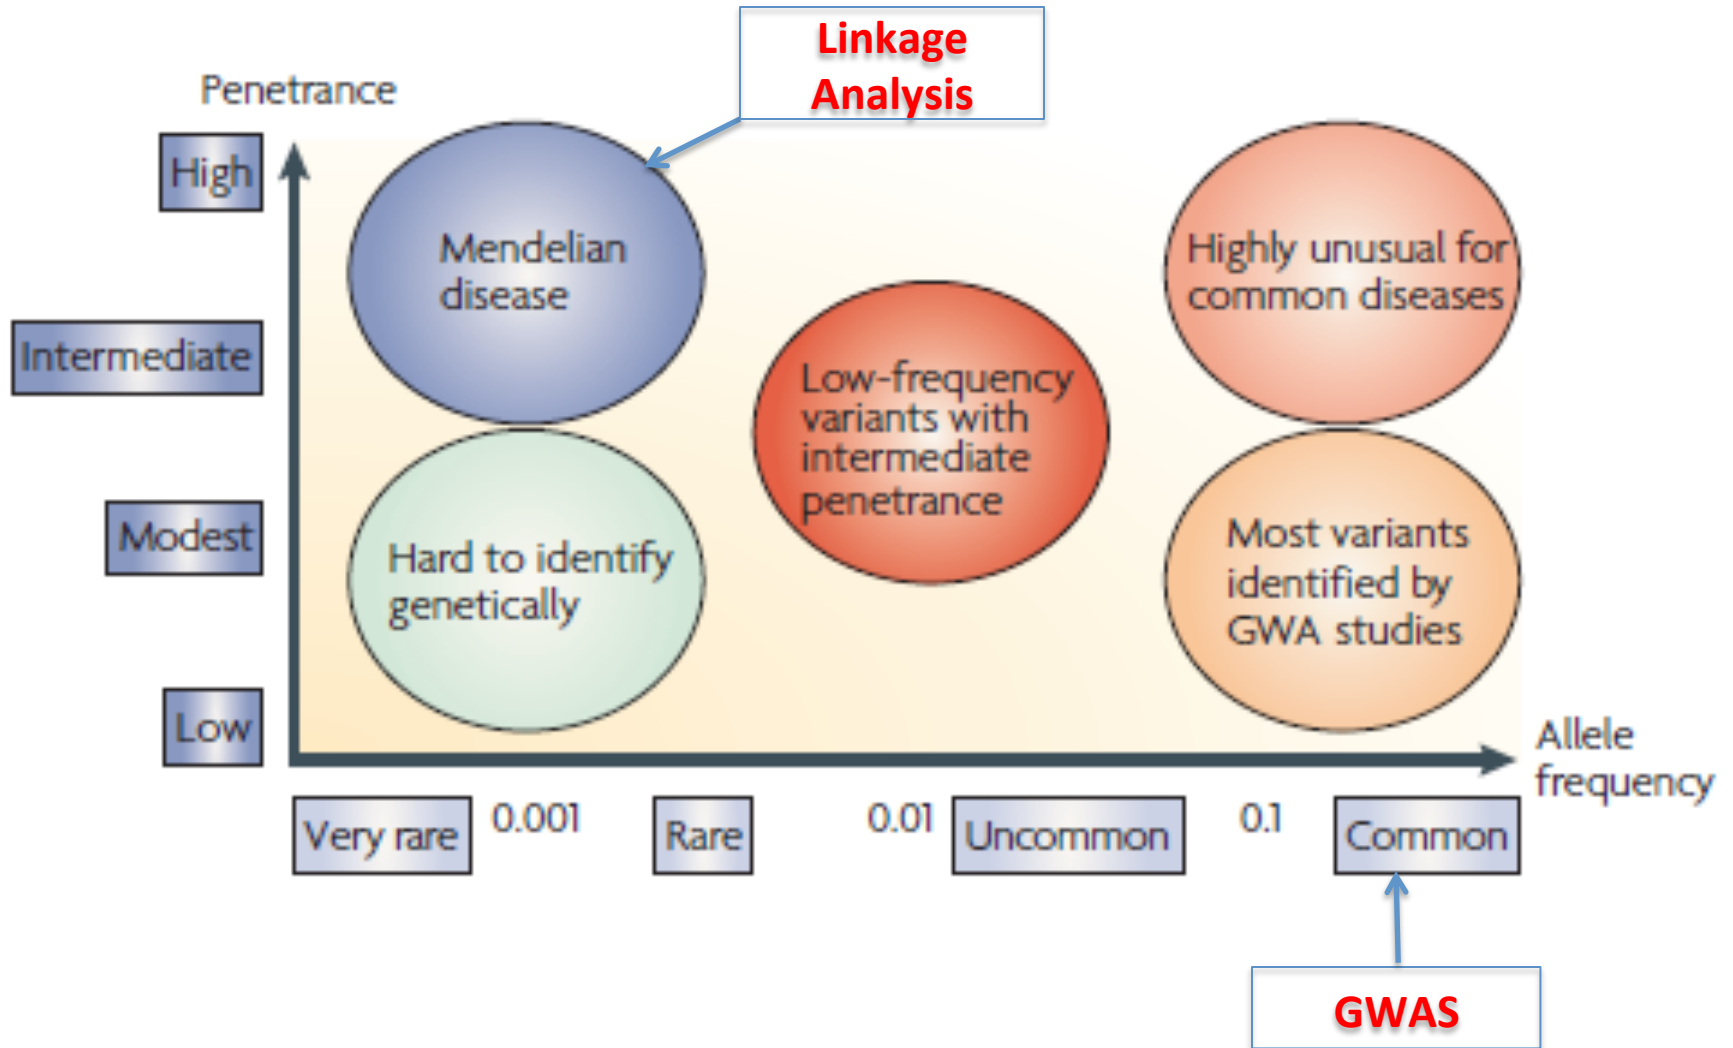 Linkage
Analysis
Penetrance
High
Mendelian
disease
Highly unusual for
common diseases
Intermediate
Low-frequency
variants with
intermediate
penetrance
Modest
Hard to identify
genetically
Most variants
identified by
GWA studies
Low
Allele
frequency
Very rare
0.001
Rare
0.01
Uncommon
0.1
Common
GWAS